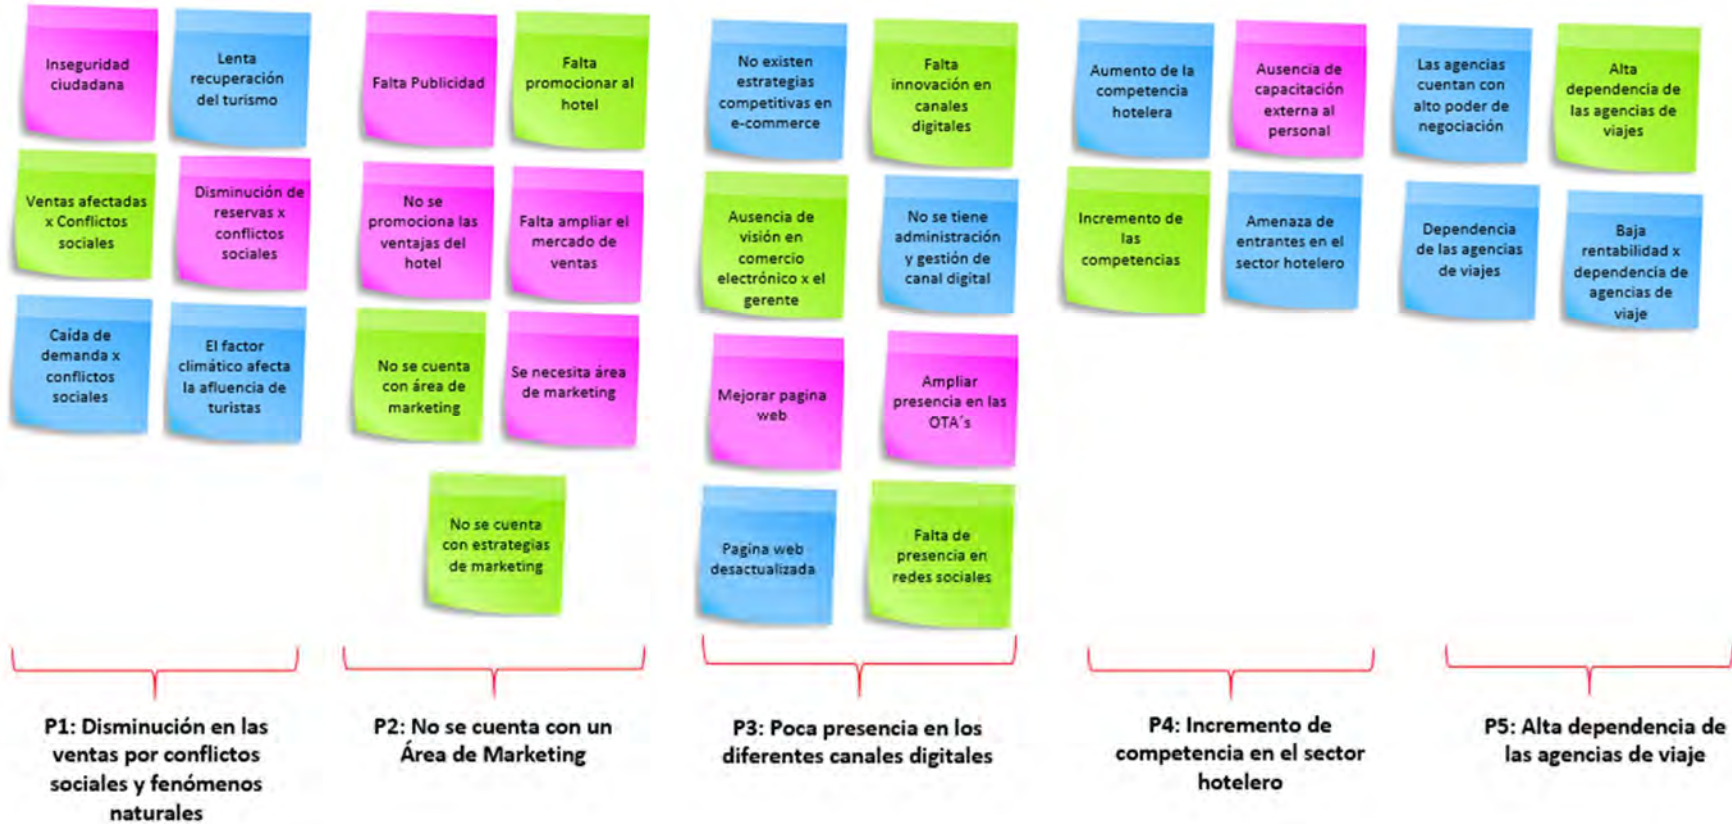 Inseguridad
ciudadana
Lenta
recuperación
del turismo
Ventas afectadas
x Conflictos
sociales
Disminución de
reservas x
conflictos
sociales
Caída de
demanda x
conflictos
sociales
El factor
climático afecta
la afluencia de
turistas
P1: Disminución en las
ventas por conflictos
sociales y fenómenos
naturales
Falta Publicidad
Falta
promocionar al
hotel
No se
promociona las
ventajas del
hotel
Falta ampliar el
mercado de
ventas
No se cuenta
con área de
marketing
Se necesita área
de marketing
No se cuenta
con estrategias
de marketing
P2: No se cuenta con un
Área de Marketing
No existen
estrategias
competitivas en
e-commerce
Falta
innovación en
canales
digitales
Ausencia de
visión en
comercio
electrónico x el
gerente
No se tiene
administración
y gestión de
canal digital
Mejorar pagina
web
Ampliar
presencia en las
OTA´s
Pagina web
desactualizada
Falta de
presencia en
redes sociales
P3: Poca presencia en los
diferentes canales digitales
Aumento de la
competencia
hotelera
Ausencia de
capacitación
externa al
personal
Incremento de
las
competencias
Amenaza de
entrantes en el
sector hotelero
P4: Incremento de
competencia en el sector
hotelero
Las agencias
cuentan con
alto poder de
negociación
Alta
dependencia de
las agencias de
viajes
Dependencia
de las agencias
de viajes
Baja
rentabilidad x
dependencia de
agencias de
viaje
P5: Alta dependencia de
las agencias de viaje